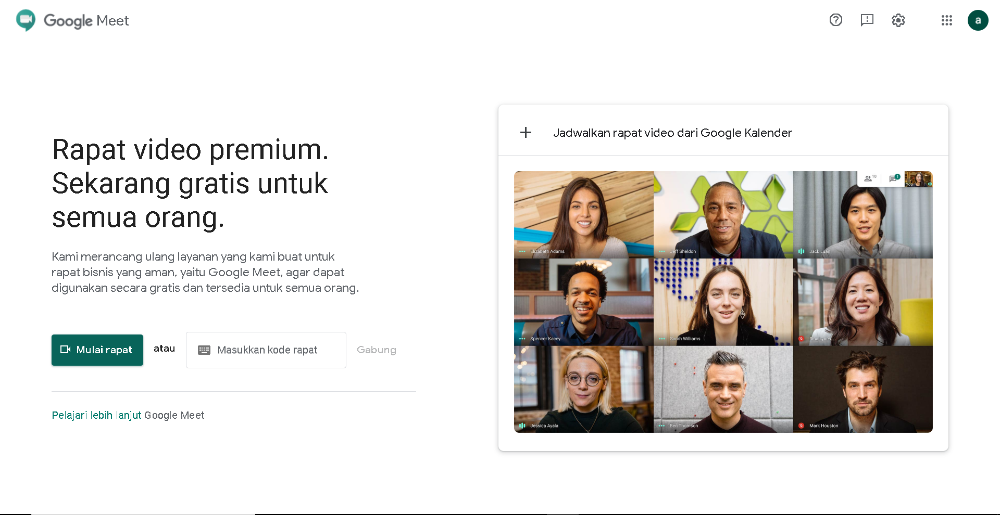 Google Meet
a
Rapat video premium.
Sekarang gratis untuk
semua orang.
Kami merancang ulang layanan yang kami buat untuk
rapat bisnis yang aman, yaitu Google Meet, agar dapat
digunakan secara gratis dan tersedia untuk semua orang.
Mulai rapat
atau
Masukkan kode rapat
Gabung
Pelajari lebih lanjut Google Meet
Jadwalkan rapat video dari Google Kalender
10
1
You
Elizabeth Adams
Jeff Sheldon
Jack Luan
Spencer Kacey
Sarah Williams
Risa Lynes
Jessica Ayala
Ben Thomson
Mark Houston